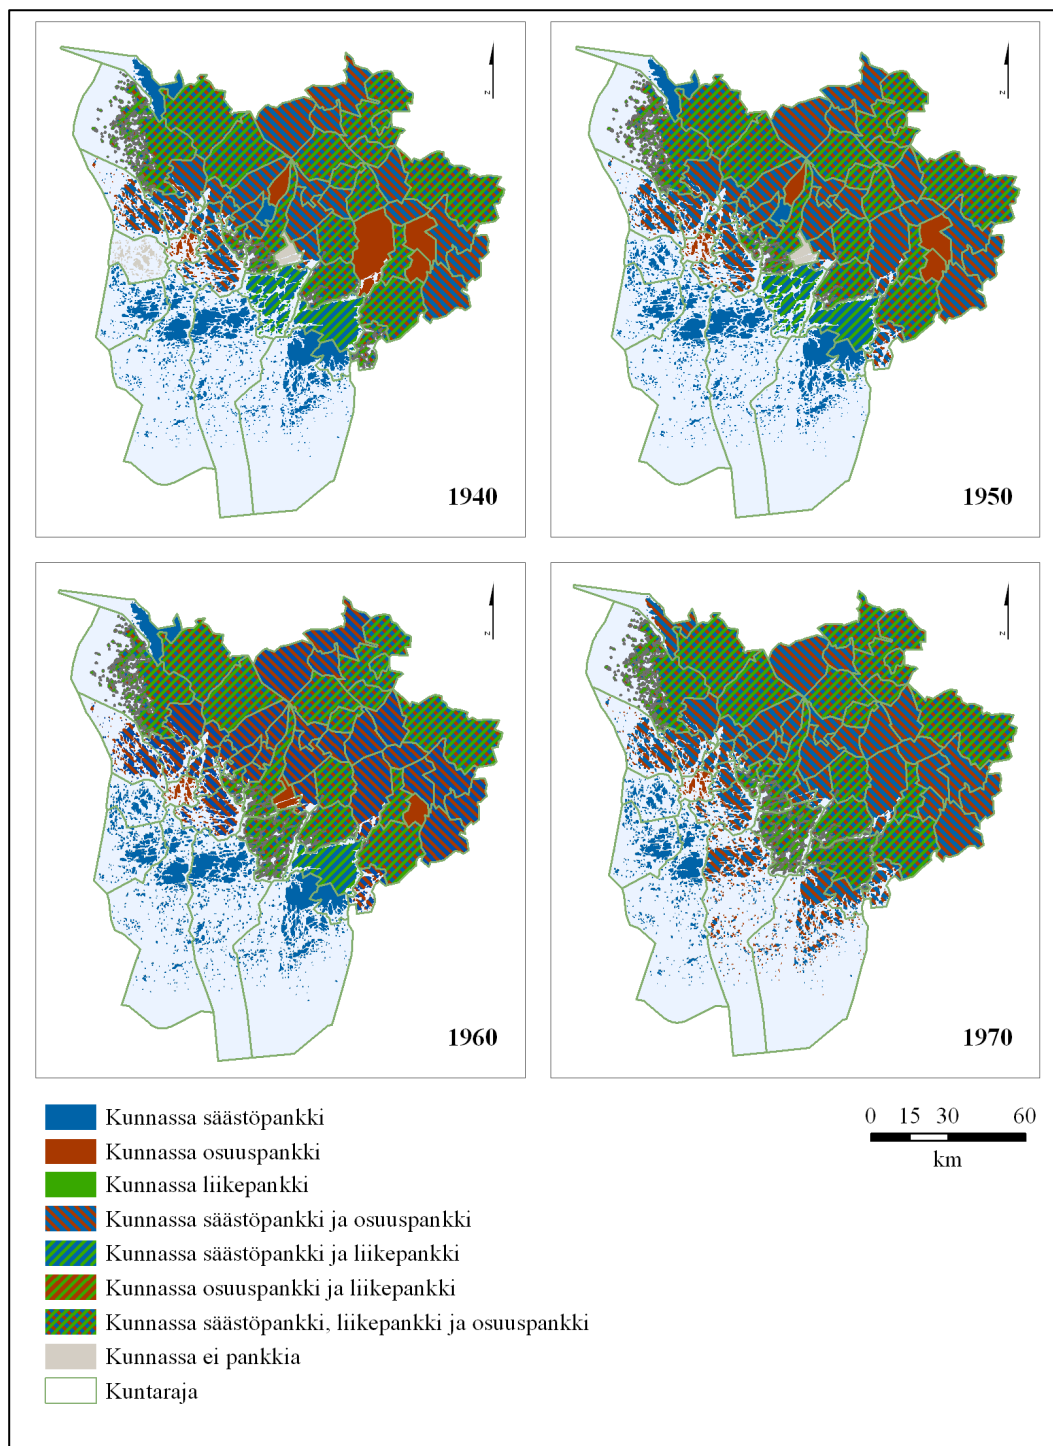 N
N
1940
1950
N
N
1960
1970
Kunnassa säästöpankki
Kunnassa osuuspankki
Kunnassa liikepankki
Kunnassa säästöpankki ja osuuspankki
Kunnassa säästöpankki ja liikepankki
Kunnassa osuuspankki ja liikepankki
Kunnassa säästöpankki, liikepankki ja osuuspankki
Kunnassa ei pankkia
Kuntaraja
0 15 30 60
km